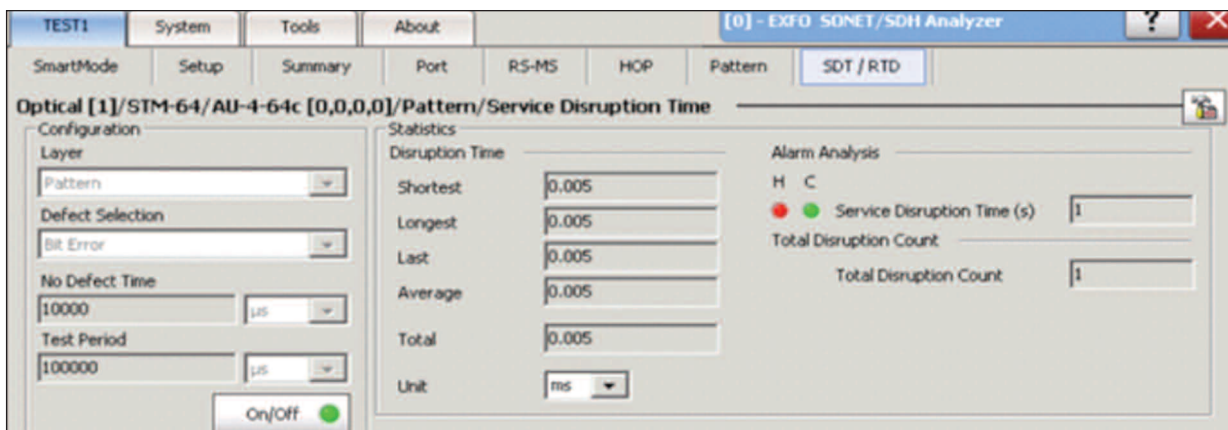 [0] - EXFO SONET/SDH Analyzer ?
TEST1 System Tools About
SmartMode Setup Summary Port RS-MS HOP Pattern SDT / RTD
Optical [1]/STM-64/AU-4-64c [0,0,0,0]/Pattern/Service Disruption Time
Configuration
Layer
Pattern
Defect Selection
Bit Error
No Defect Time
10000 µs
Test Period
100000 µs
On/Off
Statistics
Disruption Time
Shortest 0.005
Longest 0.005
Last 0.005
Average 0.005
Total 0.005
Unit ms
Alarm Analysis
H C
Service Disruption Time (s) 1
Total Disruption Count
Total Disruption Count 1